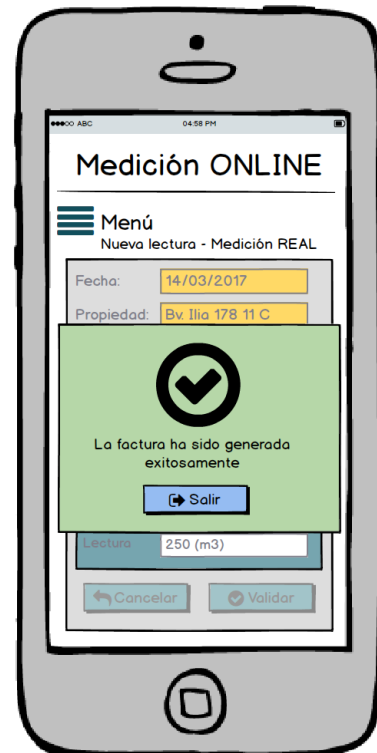 ABC 04:58 PM
Medición ONLINE
Menú
Nueva lectura - Medición REAL
Fecha: 14/03/2017
Propiedad: Bv. Ilia 178 11 C
La factura ha sido generada
exitosamente
Salir
Lectura 250 (m3)
Cancelar Validar